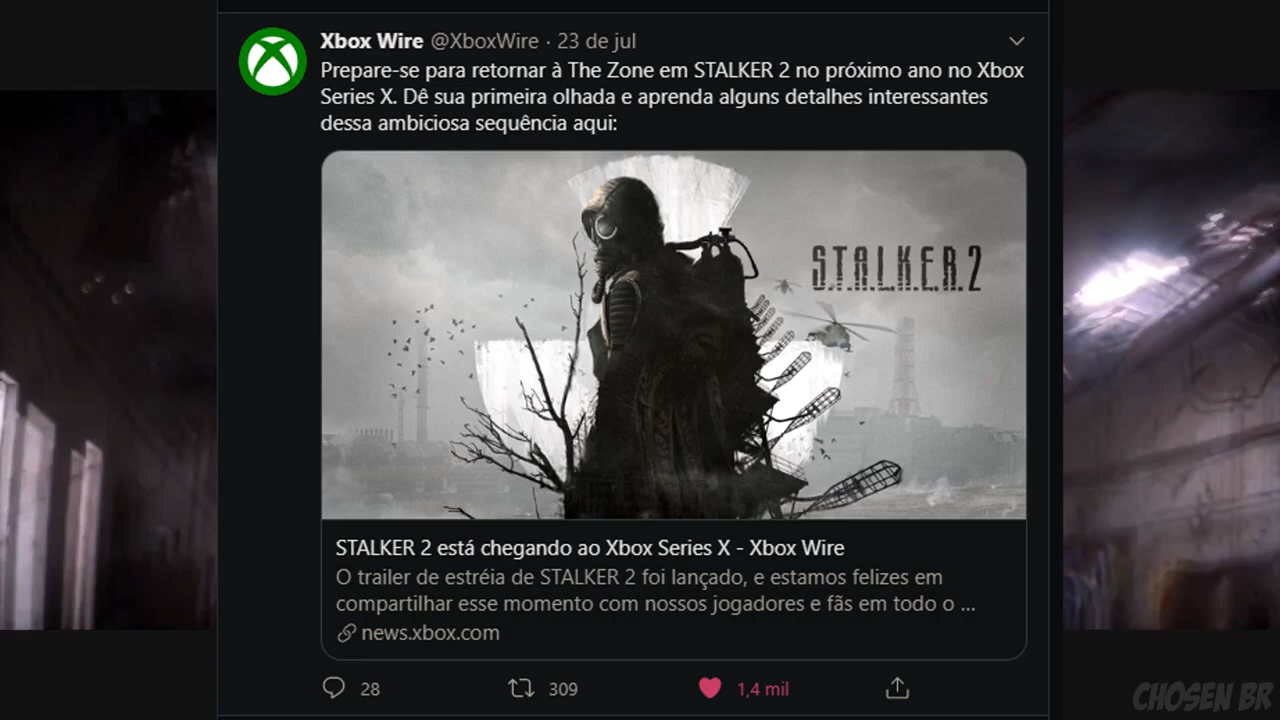 Xbox Wire @XboxWire · 23 de jul
Prepare-se para retornar à The Zone em STALKER 2 no próximo ano no Xbox
Series X. Dê sua primeira olhada e aprenda alguns detalhes interessantes
dessa ambiciosa sequência aqui:
S.T.A.L.K.E.R. 2
STALKER 2 está chegando ao Xbox Series X - Xbox Wire
O trailer de estréia de STALKER 2 foi lançado, e estamos felizes em
compartilhar esse momento com nossos jogadores e fãs em todo o ...
news.xbox.com
28 309 1,4 mil
CHOSEN BR